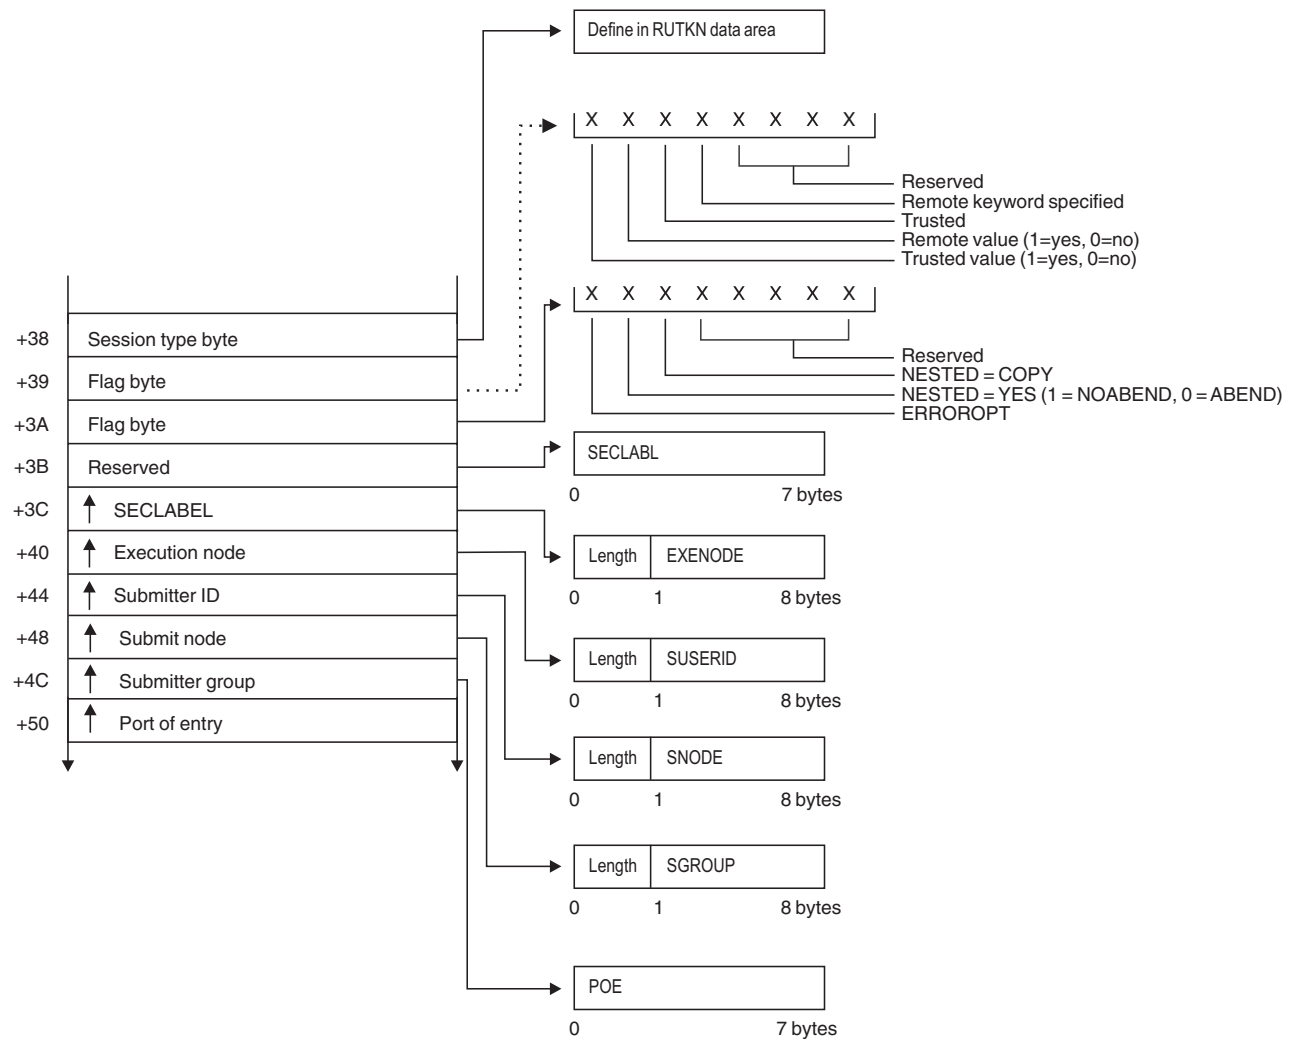 Define in RUTKN data area
X X X X X X X X
Reserved
Remote keyword specified
Trusted
Remote value (1=yes, 0=no)
Trusted value (1=yes, 0=no)
X X X X X X X X
Reserved
NESTED = COPY
NESTED = YES (1 = NOABEND, 0 = ABEND)
ERROROPT
+38 Session type byte
+39 Flag byte
+3A Flag byte
+3B Reserved
+3C SECLABEL
+40 Execution node
+44 Submitter ID
+48 Submit node
+4C Submitter group
+50 Port of entry
SECLABL
0 7 bytes
Length EXENODE
0 1 8 bytes
Length SUSERID
0 1 8 bytes
Length SNODE
0 1 8 bytes
Length SGROUP
0 1 8 bytes
POE
0 7 bytes